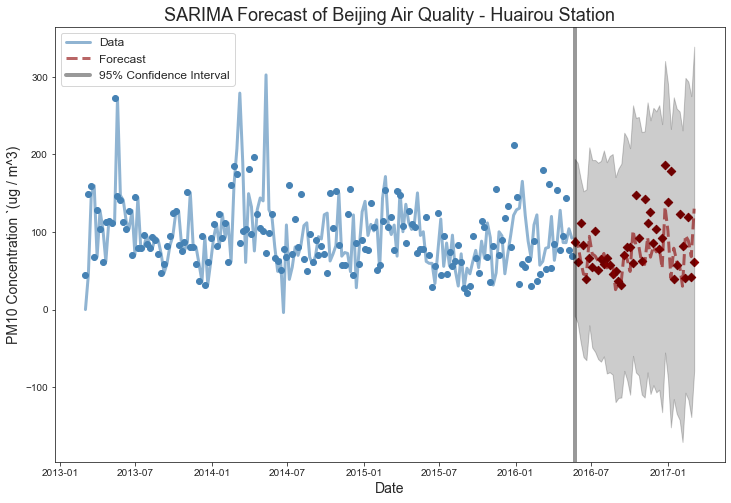 SARIMA Forecast of Beijing Air Quality - Huairou Station
Data
Forecast
95% Confidence Interval
PM10 Concentration `(ug / m^3)
300
200
100
0
−100
2013-01 2013-07 2014-01 2014-07 2015-01 2015-07 2016-01 2016-07 2017-01
Date